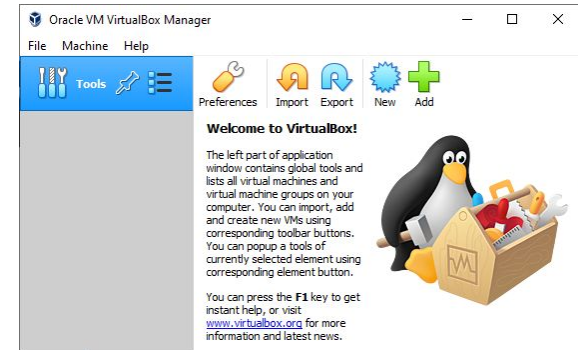 Oracle VM VirtualBox Manager
File Machine Help
Tools
Preferences Import Export New Add
Welcome to VirtualBox!
The left part of application
window contains global tools and
lists all virtual machines and
virtual machine groups on your
computer. You can import, add
and create new VMs using
corresponding toolbar buttons.
You can popup a tools of
currently selected element using
corresponding element button.
You can press the F1 key to get
instant help, or visit
www.virtualbox.org for more
information and latest news.